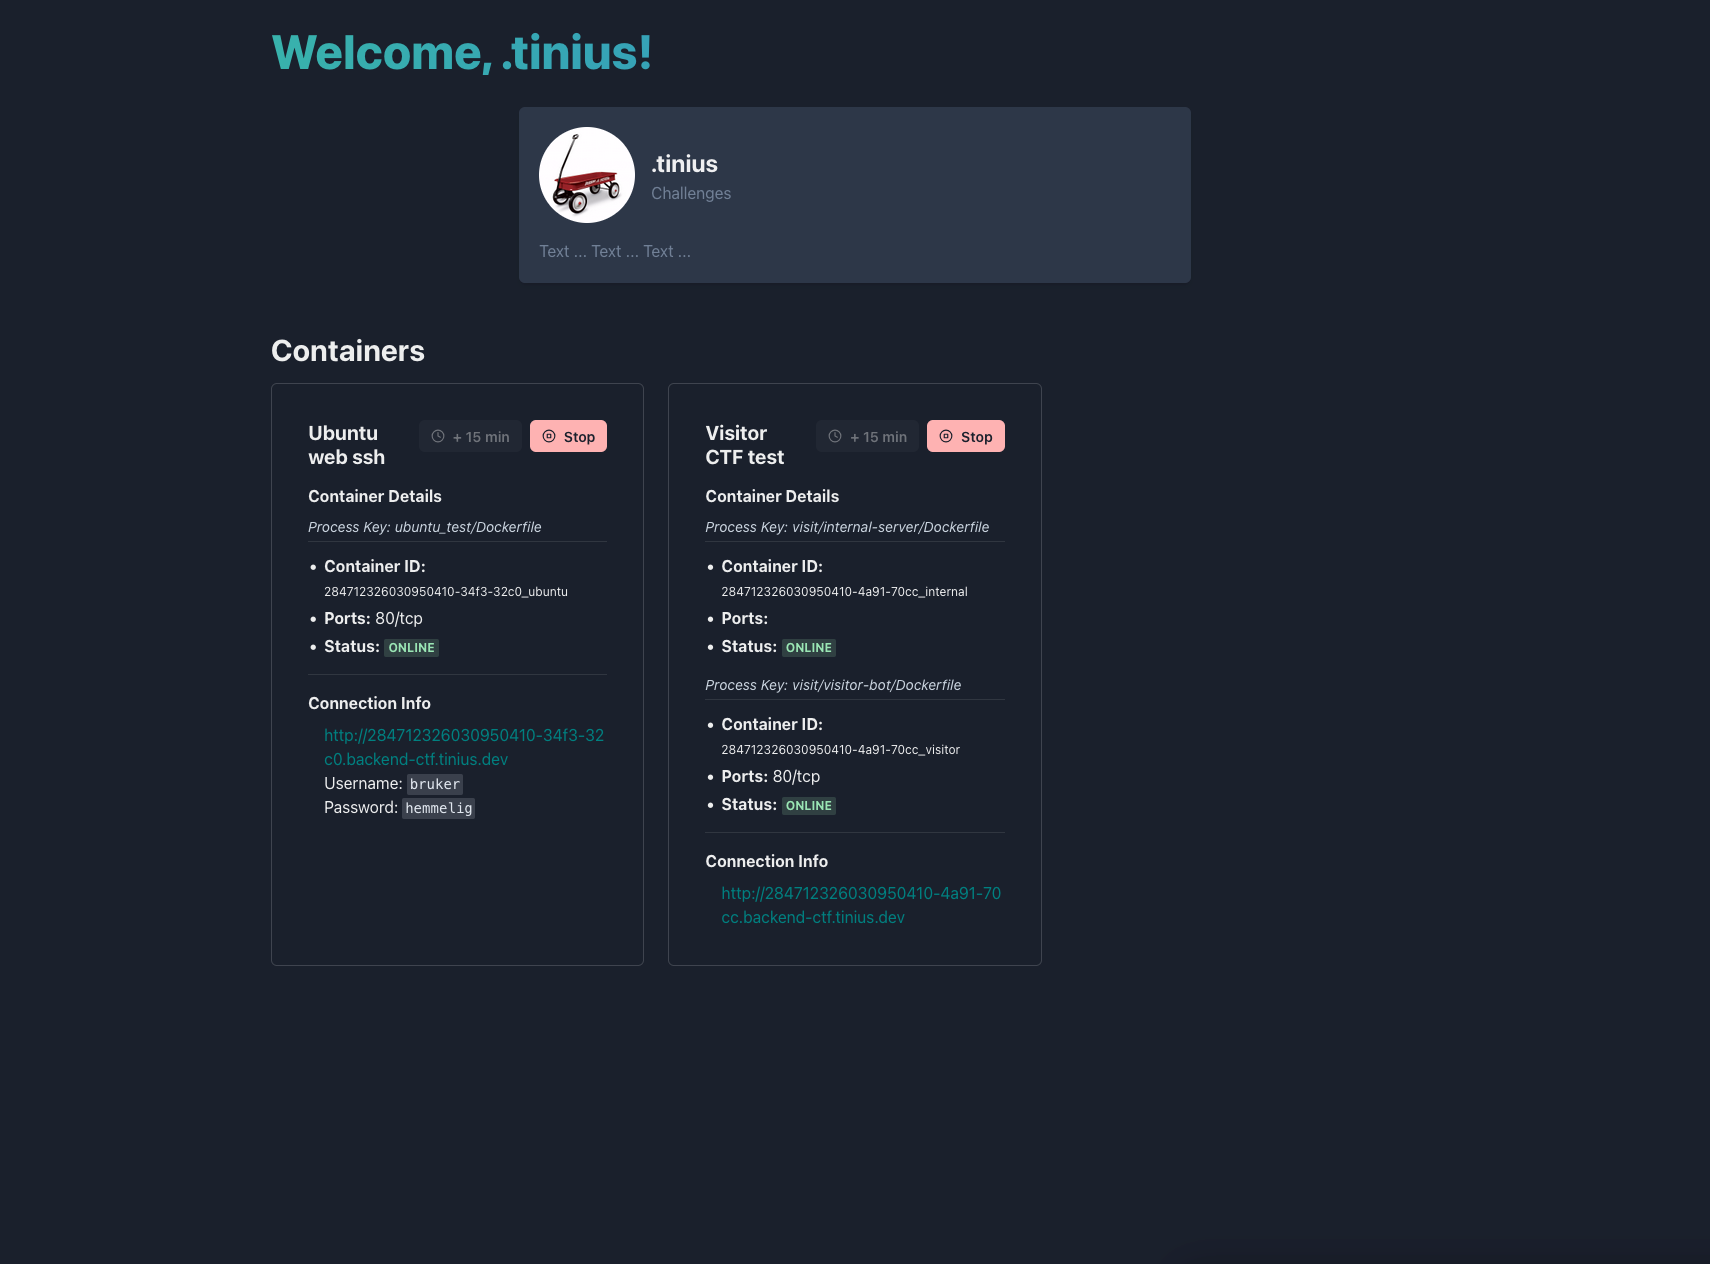 Welcome, .tinius!
.tinius
Challenges
Text ... Text ... Text ...
Containers
Ubuntu
web ssh
+ 15 min
Stop
Container Details
Process Key: ubuntu_test/Dockerfile
• Container ID:
284712326030950410-34f3-32c0_ubuntu
• Ports: 80/tcp
• Status: ONLINE
Connection Info
http://284712326030950410-34f3-32
c0.backend-ctf.tinius.dev
Username: bruker
Password: hemmelig
Visitor
CTF test
+ 15 min
Stop
Container Details
Process Key: visit/internal-server/Dockerfile
• Container ID:
284712326030950410-4a91-70cc_internal
• Ports:
• Status: ONLINE
Process Key: visit/visitor-bot/Dockerfile
• Container ID:
284712326030950410-4a91-70cc_visitor
• Ports: 80/tcp
• Status: ONLINE
Connection Info
http://284712326030950410-4a91-70
cc.backend-ctf.tinius.dev